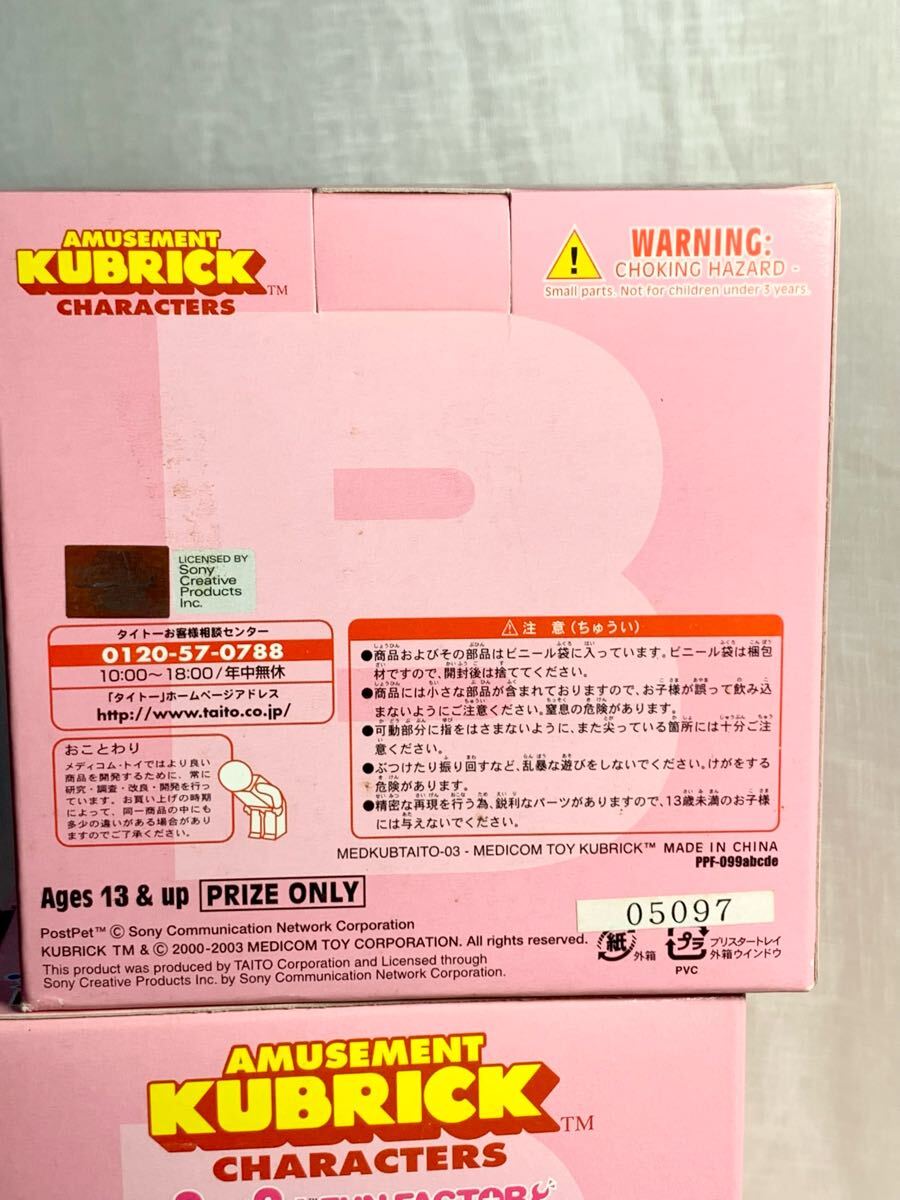 AMUSEMENT
KUBRICK™
CHARACTERS
WARNING:
CHOKING HAZARD -
Small parts. Not for children under 3 years.
B
LICENSED BY
Sony
Creative
Products
Inc.
タイトーお客様相談センター
0120-57-0788
10:00〜18:00/年中無休
「タイトー」ホームページアドレス
http://www.taito.co.jp/
おことわり
メディコム・トイではより良い
商品を開発するために、常に
研究・調査・改良・開発を行っ
ています。お買い上げの時期
によって、同一商品の中にも
多少の違いがある場合があり
ますのでご了承ください。
⚠注 意(ちゅうい)
●商品およびその部品はビニール袋に入っています。ビニール袋は梱包
材ですので、開封後は捨ててください。
●商品には小さな部品が含まれておりますので、お子様が誤って飲み込
まないようにご注意ください。窒息の危険があります。
●可動部分に指をはさまないように、また尖っている箇所には十分ご注
意ください。
●ぶつけたり振り回すなど、乱暴な遊びをしないでください。けがをする
危険があります。
●精密な再現を行う為、鋭利なパーツがありますので、13歳未満のお子様
には与えないでください。
MEDKUBTAITO-03 - MEDICOM TOY KUBRICK™ MADE IN CHINA
PPF-099abcde
Ages 13 & up PRIZE ONLY
05097
PostPet™ © Sony Communication Network Corporation
KUBRICK TM & © 2000-2003 MEDICOM TOY CORPORATION. All rights reserved.
This product was produced by TAITO Corporation and Licensed through
Sony Creative Products Inc. by Sony Communication Network Corporation.
紙
外箱
プラ
PVC
ブリスタートレイ
外箱ウインドウ
AMUSEMENT
KUBRICK™
CHARACTERS
FUN FACTORY